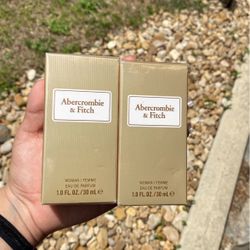 Abercrombie
& Fitch
WOMAN / FEMME
EAU DE PARFUM
1.0 FL. OZ./30 ml ℮
Abercrombie
& Fitch
WOMAN / FEMME
EAU DE PARFUM
1.0 FL. OZ./30 ml ℮